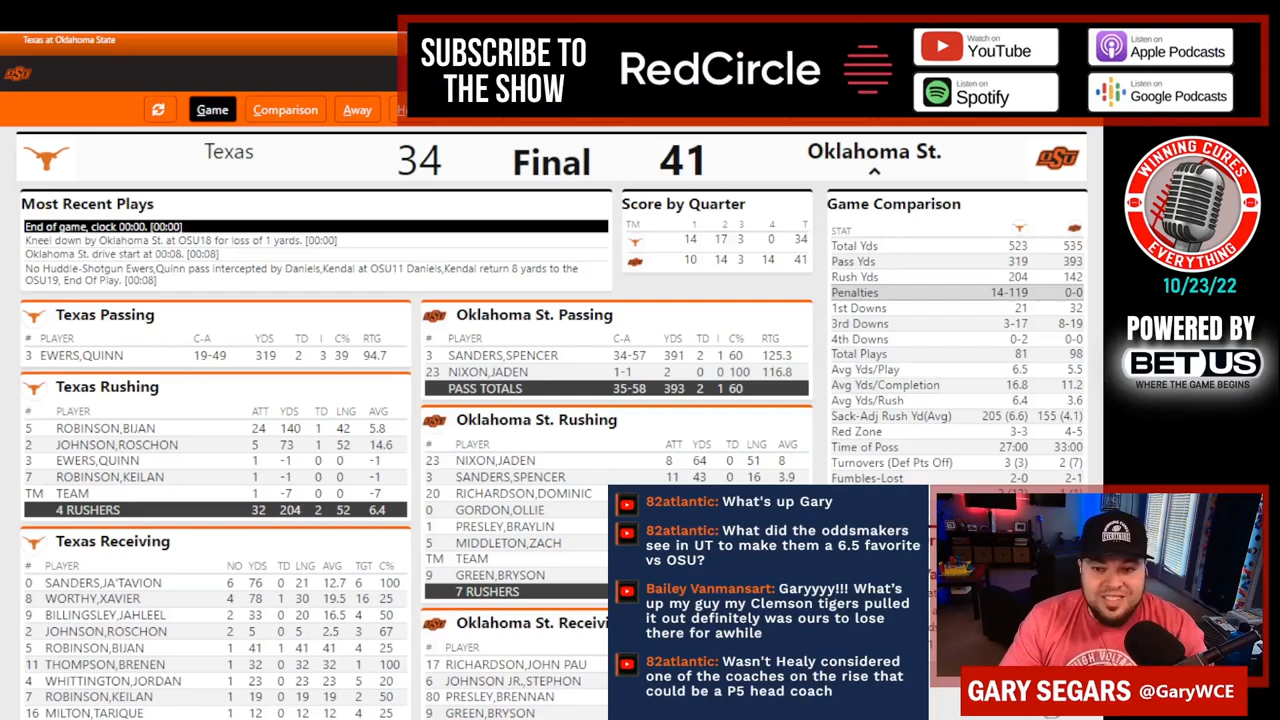 Texas at Oklahoma State
SUBSCRIBE TO
THE SHOW
RedCircle
Watch on
YouTube
Listen on
Apple Podcasts
Listen on
Spotify
Listen on
Google Podcasts
Game
Comparison
Away
Texas
34
Final
41
Oklahoma St.
Most Recent Plays
End of game, clock 00:00. [00:00]
Kneel down by Oklahoma St. at OSU18 for loss of 1 yards. [00:00]
Oklahoma St. drive start at 00:08. [00:08]
No Huddle-Shotgun Ewers,Quinn pass intercepted by Daniels,Kendal at OSU11 Daniels,Kendal return 8 yards to the
OSU19, End Of Play. [00:08]
Score by Quarter
TM 1 2 3 4 T
14 17 3 0 34
10 14 3 14 41
Game Comparison
STAT
Total Yds 523 535
Pass Yds 319 393
Rush Yds 204 142
Penalties 14-119 0-0
1st Downs 21 32
3rd Downs 3-17 8-19
4th Downs 0-2 0-0
Total Plays 81 98
Avg Yds/Play 6.5 5.5
Avg Yds/Completion 16.8 11.2
Avg Yds/Rush 6.4 3.6
Sack-Adj Rush Yd(Avg) 205 (6.6) 155 (4.1)
Red Zone 3-3 4-5
Time of Poss 27:00 33:00
Turnovers (Def Pts Off) 3 (3) 2 (7)
Fumbles-Lost 0-0
Texas Passing
# PLAYER C-A YDS TD I C% RTG
3 EWERS,QUINN 19-49 319 2 3 39 94.7
Texas Rushing
# PLAYER ATT YDS TD LNG AVG
5 ROBINSON,BIJAN 24 140 1 42 5.8
2 JOHNSON,ROSCHON 5 73 1 52 14.6
3 EWERS,QUINN 1 -1 0 0 -1
7 ROBINSON,KEILAN 1 -1 0 0 -1
TM TEAM 1 -7 0 0 -7
4 RUSHERS 32 204 2 52 6.4
Texas Receiving
# PLAYER NO YDS TD LNG AVG TGT C%
0 SANDERS,JA'TAVION 6 76 0 21 12.7 6 100
8 WORTHY,XAVIER 4 78 1 30 19.5 16 25
9 BILLINGSLEY,JAHLEEL 2 33 0 20 16.5 4 50
2 JOHNSON,ROSCHON 2 5 0 5 2.5 3 67
5 ROBINSON,BIJAN 1 41 1 41 41 4 25
11 THOMPSON,BRENEN 1 32 0 32 32 1 100
4 WHITTINGTON,JORDAN 1 23 0 23 23 5 20
7 ROBINSON,KEILAN 1 19 0 19 19 2 50
16 MILTON,TARIQUE 1 12 0 12 12 4 25
Oklahoma St. Passing
# PLAYER C-A YDS TD I C% RTG
3 SANDERS,SPENCER 34-57 391 2 1 60 125.3
23 NIXON,JADEN 1-1 2 0 0 100 116.8
PASS TOTALS 35-58 393 2 1 60
Oklahoma St. Rushing
# PLAYER ATT YDS TD LNG AVG
23 NIXON,JADEN 8 64 0 51 8
3 SANDERS,SPENCER 11 43 0 16 3.9
20 RICHARDSON,DOMINIC
0 GORDON,OLLIE
1 PRESLEY,BRAYLIN
5 MIDDLETON,ZACH
TM TEAM
9 GREEN,BRYSON
7 RUSHERS
Oklahoma St. Receivi
# PLAYER
17 RICHARDSON,JOHN PAU
6 JOHNSON JR.,STEPHON
80 PRESLEY,BRENNAN
9 GREEN,BRYSON
82atlantic: What's up Gary
82atlantic: What did the oddsmakers
see in UT to make them a 6.5 favorite
vs OSU?
Bailey Vanmansart: Garyyyy!!! What's
up my guy my Clemson tigers pulled
it out definitely was ours to lose
there for awhile
82atlantic: Wasn't Healy considered
one of the coaches on the rise that
could be a P5 head coach
WINNING CURES
EVERYTHING
10/23/22
POWERED BY
BETUS
WHERE THE GAME BEGINS
GARY SEGARS @GaryWCE